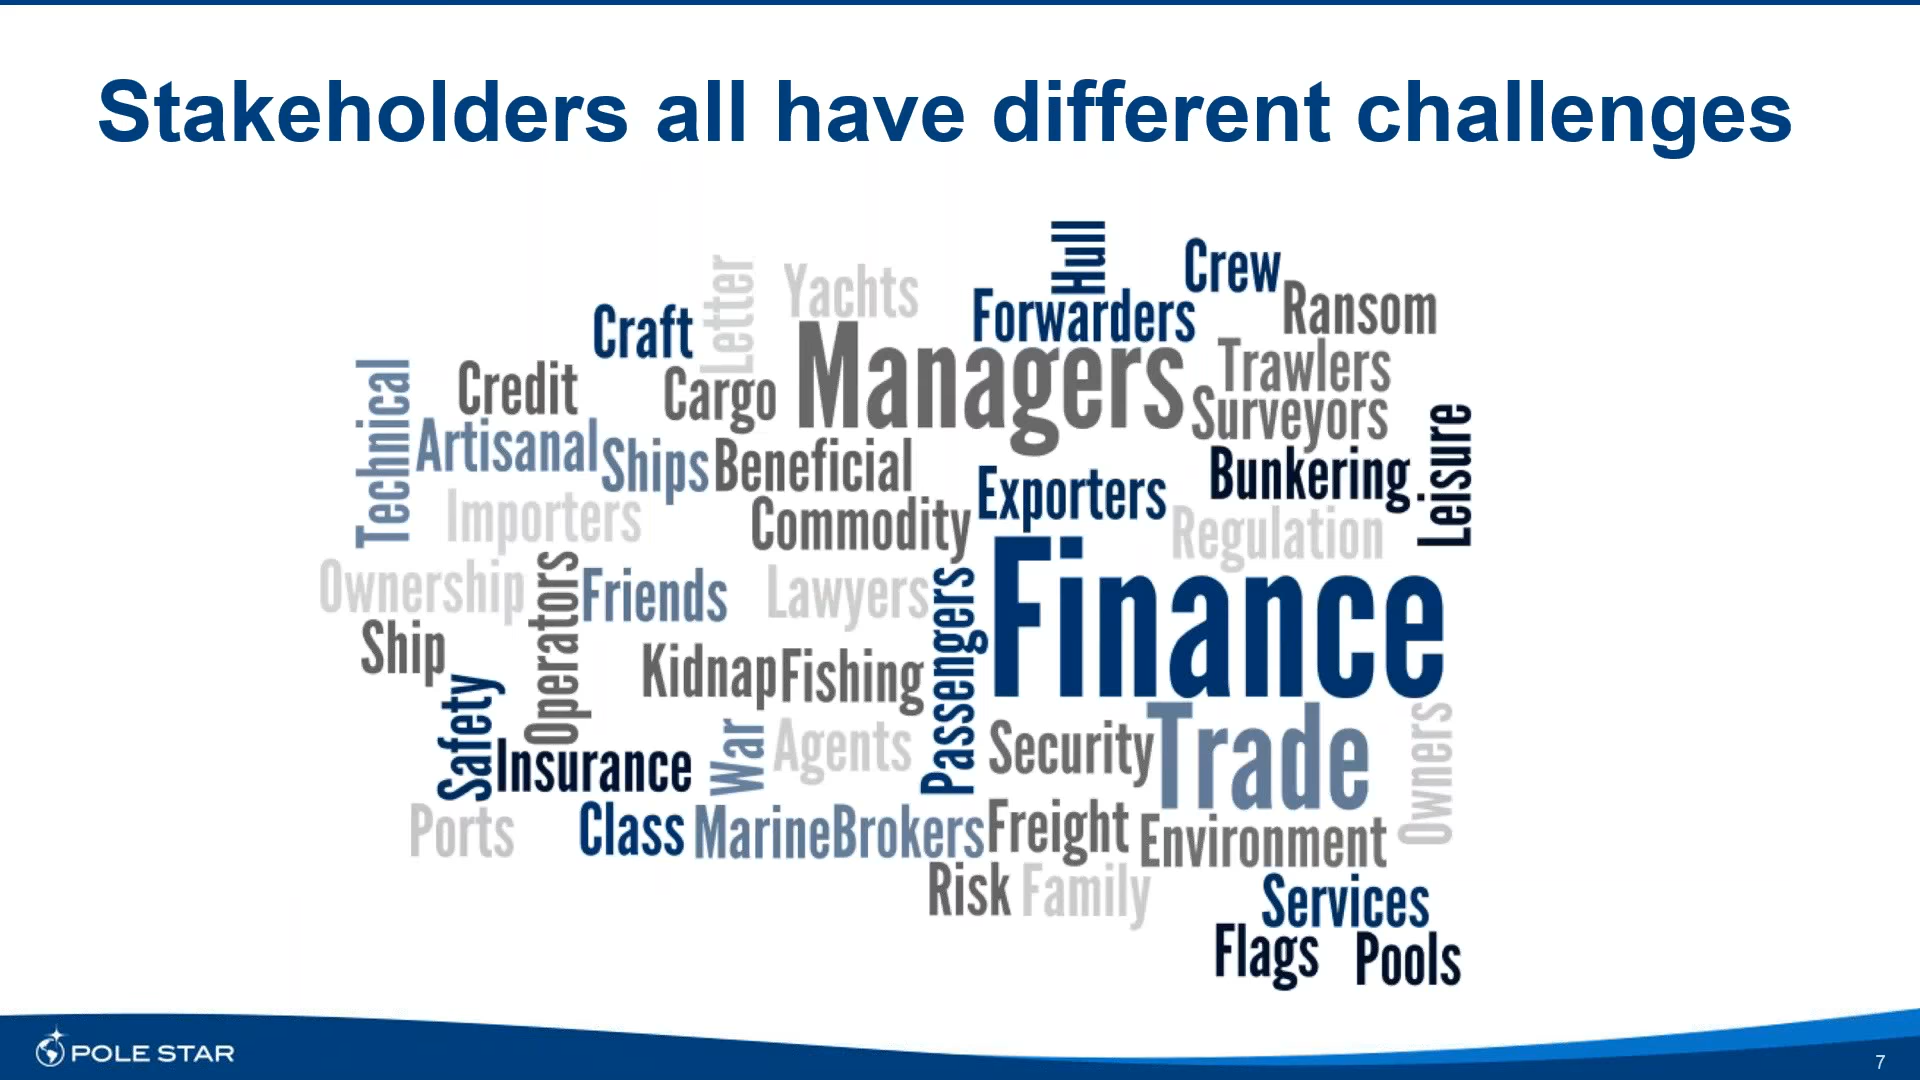 Stakeholders all have different challenges
Hull
Crew
Letter
Yachts
Forwarders
Ransom
Craft
Managers
Trawlers
Technical
Credit
Cargo
Surveyors
Leisure
Artisanal
Ships
Beneficial
Exporters
Bunkering
Importers
Commodity
Regulation
Ownership
Operators
Friends
Lawyers
Passengers
Finance
Ship
Kidnap
Fishing
Safety
Insurance
War
Agents
Security
Trade
Owners
Ports
Class
Marine
Brokers
Freight
Environment
Risk
Family
Services
Flags
Pools
POLE STAR
7